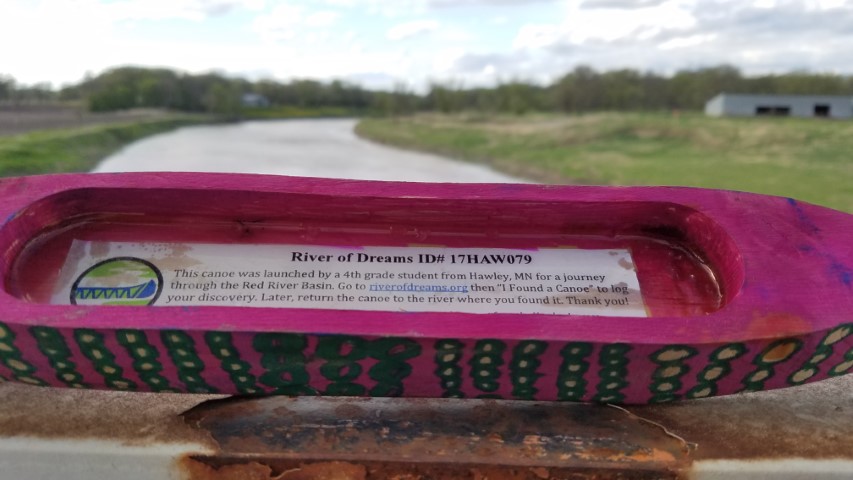 River of Dreams ID# 17HAW079
This canoe was launched by a 4th grade student from Hawley, MN for a journey
through the Red River Basin. Go to riverofdreams.org then "I Found a Canoe" to log
your discovery. Later, return the canoe to the river where you found it. Thank you!